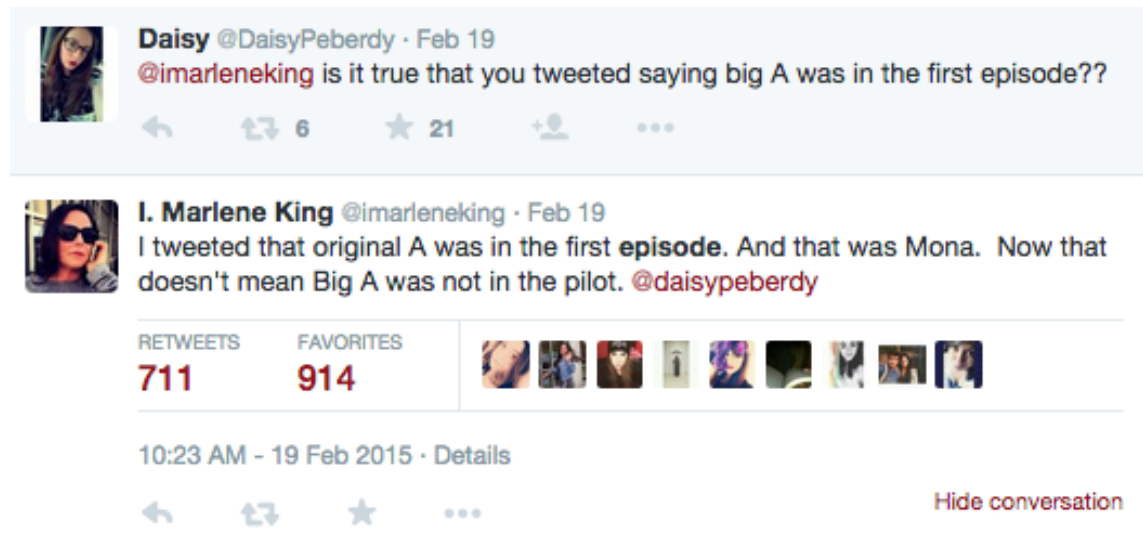 Daisy @DaisyPeberdy · Feb 19
@imarleneking is it true that you tweeted saying big A was in the first episode??
6 21
I. Marlene King @imarleneking · Feb 19
I tweeted that original A was in the first episode. And that was Mona.  Now that
doesn't mean Big A was not in the pilot. @daisypeberdy
RETWEETS FAVORITES
711 914
10:23 AM - 19 Feb 2015 · Details
Hide conversation